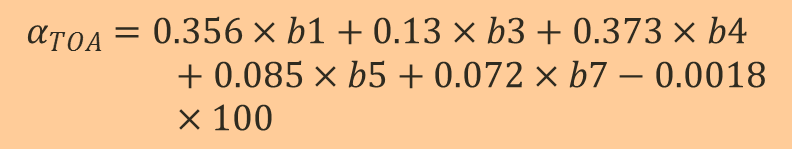 α_TOA = 0.356 × b1 + 0.13 × b3 + 0.373 × b4
+ 0.085 × b5 + 0.072 × b7 − 0.0018
× 100